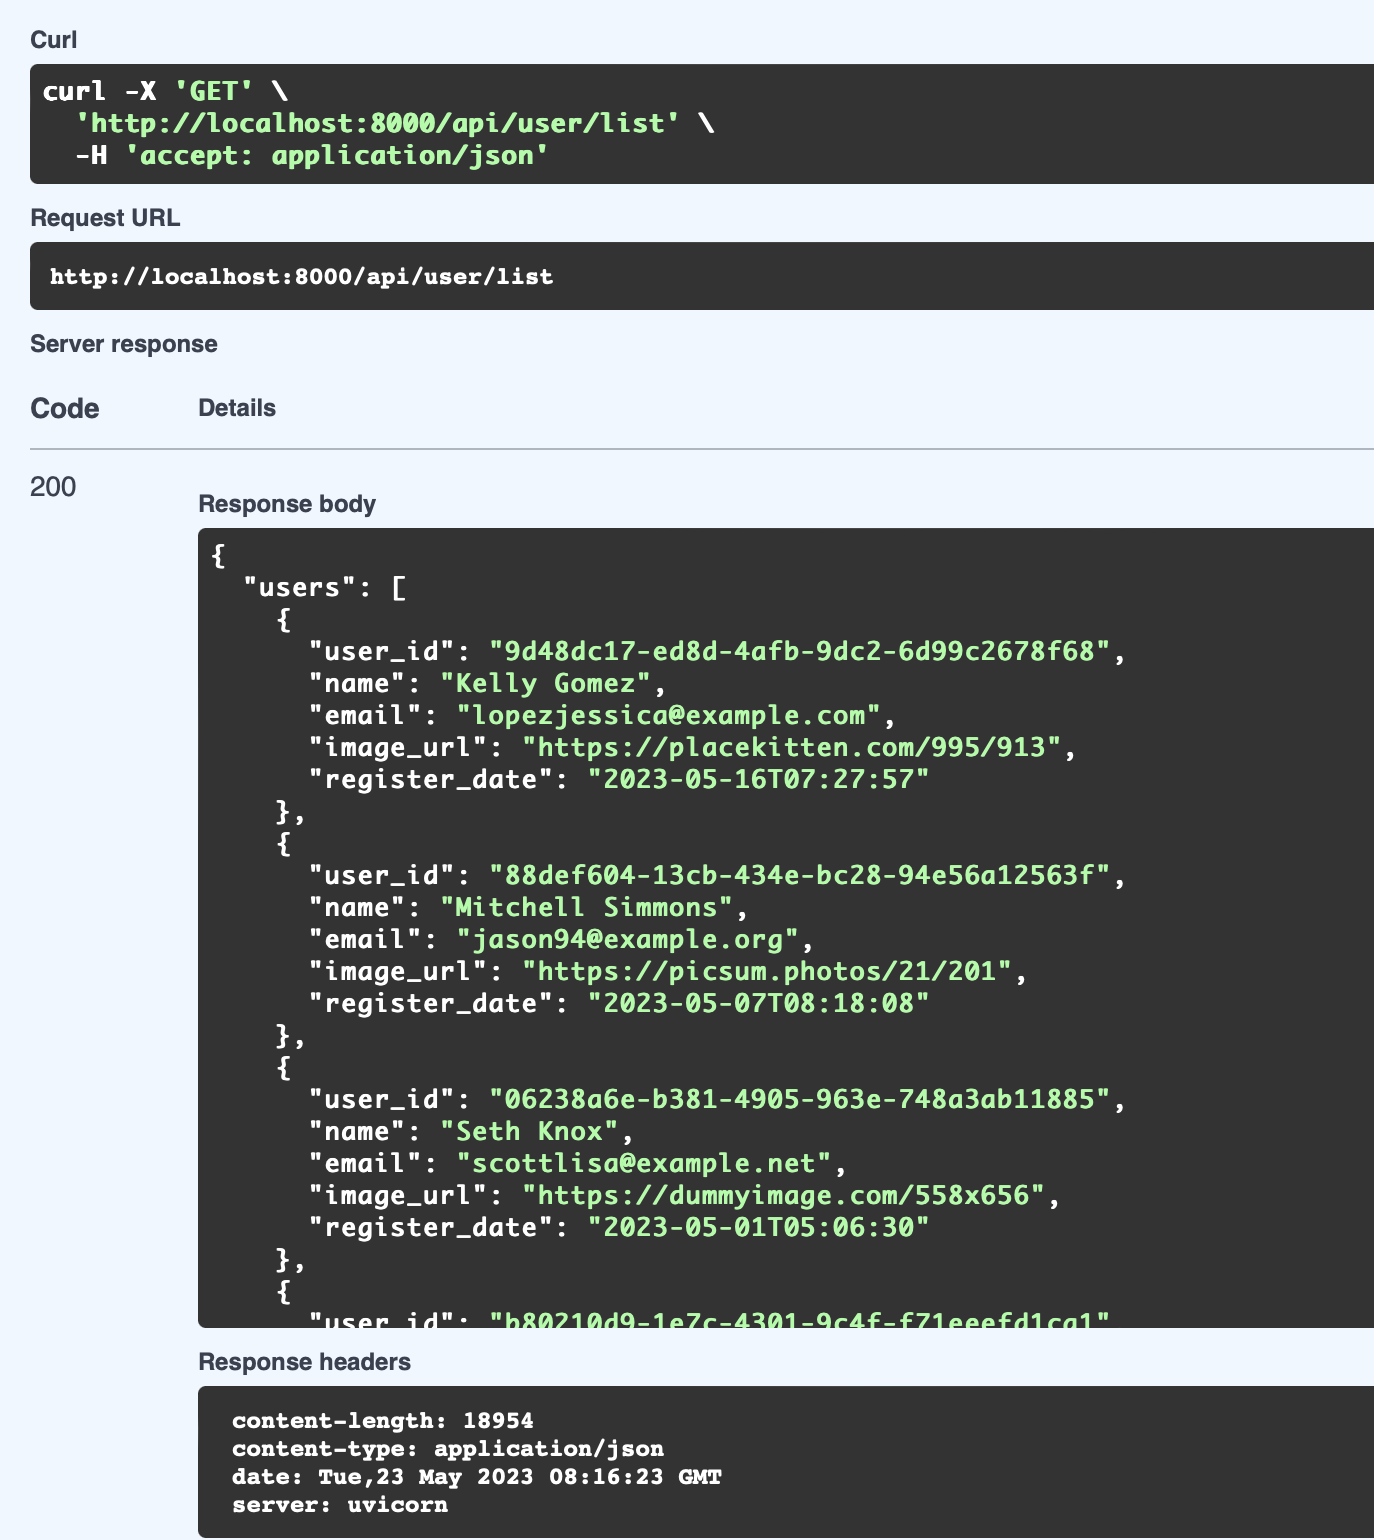 Curl
curl -X 'GET' \
  'http://localhost:8000/api/user/list' \
  -H 'accept: application/json'
Request URL
http://localhost:8000/api/user/list
Server response
Code Details
200
Response body
{
  "users": [
    {
      "user_id": "9d48dc17-ed8d-4afb-9dc2-6d99c2678f68",
      "name": "Kelly Gomez",
      "email": "lopezjessica@example.com",
      "image_url": "https://placekitten.com/995/913",
      "register_date": "2023-05-16T07:27:57"
    },
    {
      "user_id": "88def604-13cb-434e-bc28-94e56a12563f",
      "name": "Mitchell Simmons",
      "email": "jason94@example.org",
      "image_url": "https://picsum.photos/21/201",
      "register_date": "2023-05-07T08:18:08"
    },
    {
      "user_id": "06238a6e-b381-4905-963e-748a3ab11885",
      "name": "Seth Knox",
      "email": "scottlisa@example.net",
      "image_url": "https://dummyimage.com/558x656",
      "register_date": "2023-05-01T05:06:30"
    },
    {
      "user_id": "b80210d9-1e7c-4301-9c4f-f71eeefd1ca1"
Response headers
content-length: 18954
content-type: application/json
date: Tue,23 May 2023 08:16:23 GMT
server: uvicorn